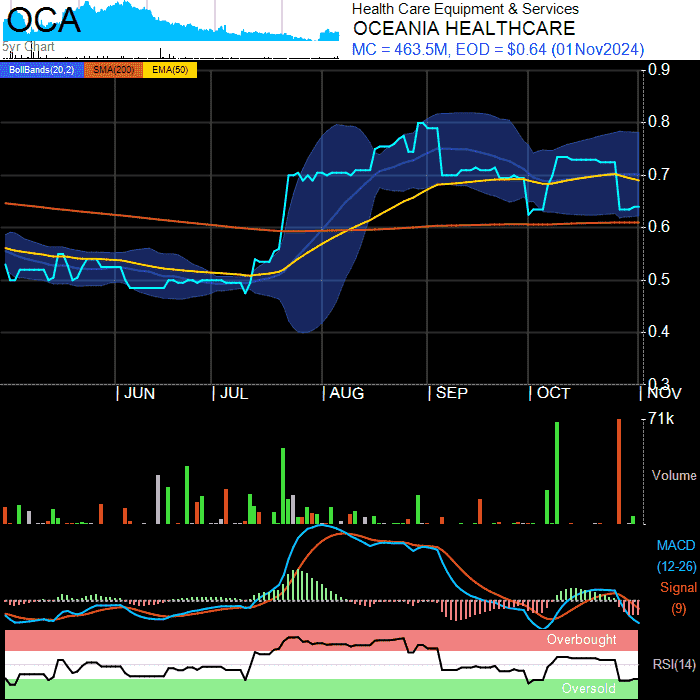 OCA
5yr Chart
Health Care Equipment & Services
OCEANIA HEALTHCARE
MC = 463.5M, EOD = $0.64 (01Nov2024)
BollBands(20,2) SMA(200) EMA(50)
0.9
0.8
0.7
0.6
0.5
0.4
0.3
| JUN | JUL | AUG | SEP | OCT | NOV
71k
Volume
MACD
(12-26)
Signal
(9)
Overbought
RSI(14)
Oversold